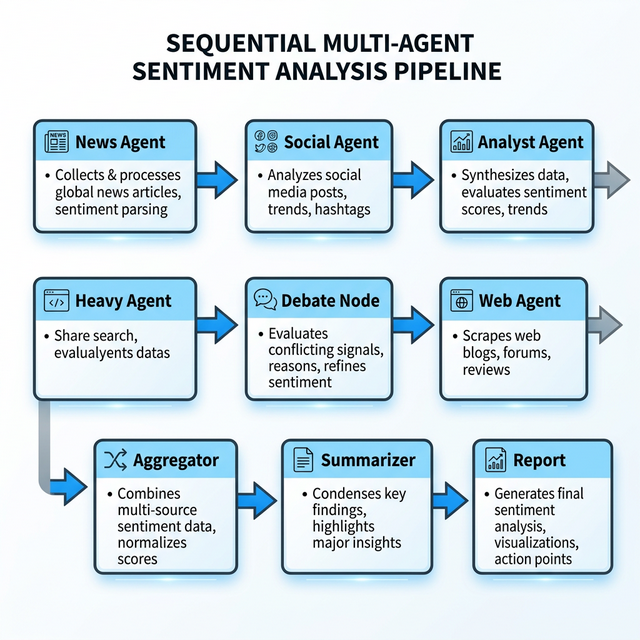 SEQUENTIAL MULTI-AGENT
SENTIMENT ANALYSIS PIPELINE
NEWS
News Agent
• Collects & processes
global news articles,
sentiment parsing
Social Agent
• Analyzes social
media posts,
trends, hashtags
Analyst Agent
• Synthesizes data,
evaluates sentiment
scores, trends
</>
Heavy Agent
• Share search,
evalualyents datas
Debate Node
• Evaluates
conflicting signals,
reasons, refines
sentiment
Web Agent
• Scrapes web
blogs, forums,
reviews
Aggregator
• Combines
multi-source
sentiment data,
normalizes
scores
Summarizer
• Condenses key
findings,
highlights
major insights
Report
• Generates final
sentiment
analysis,
visualizations,
action points